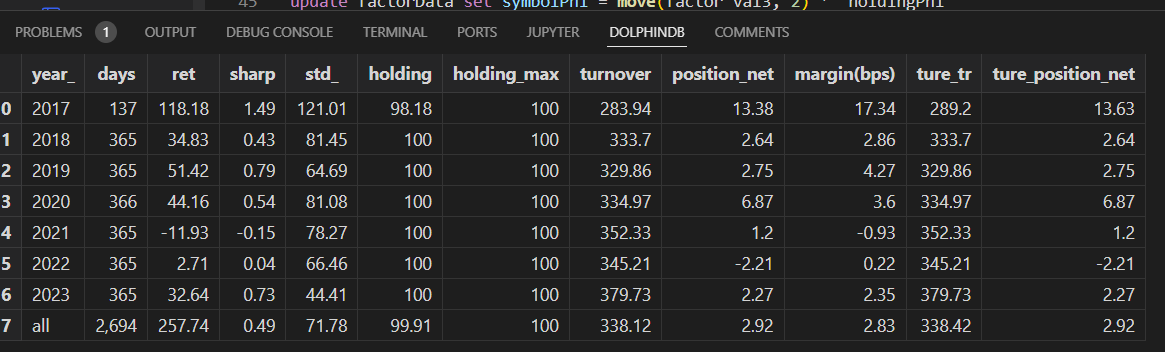 45 update factorData set symbolPhi = move(factor_val3, 2) * holdingPhi
PROBLEMS 1 OUTPUT DEBUG CONSOLE TERMINAL PORTS JUPYTER DOLPHINDB COMMENTS
year_ days ret sharp std_ holding holding_max turnover position_net margin(bps) ture_tr ture_position_net
0 2017 137 118.18 1.49 121.01 98.18 100 283.94 13.38 17.34 289.2 13.63
1 2018 365 34.83 0.43 81.45 100 100 333.7 2.64 2.86 333.7 2.64
2 2019 365 51.42 0.79 64.69 100 100 329.86 2.75 4.27 329.86 2.75
3 2020 366 44.16 0.54 81.08 100 100 334.97 6.87 3.6 334.97 6.87
4 2021 365 -11.93 -0.15 78.27 100 100 352.33 1.2 -0.93 352.33 1.2
5 2022 365 2.71 0.04 66.46 100 100 345.21 -2.21 0.22 345.21 -2.21
6 2023 365 32.64 0.73 44.41 100 100 379.73 2.27 2.35 379.73 2.27
7 all 2,694 257.74 0.49 71.78 99.91 100 338.12 2.92 2.83 338.42 2.92